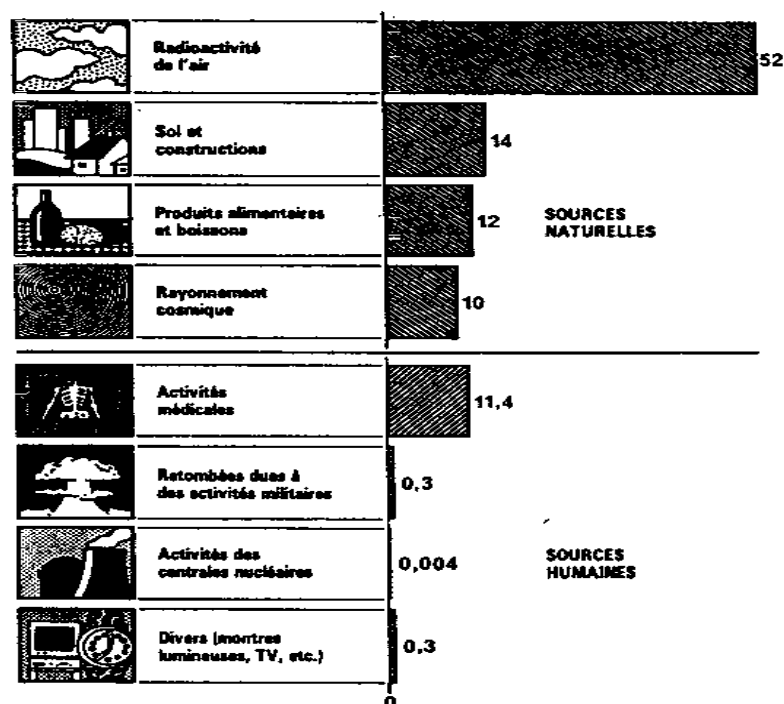 Radioactivité
de l'air
52
Sol et
constructions
14
Produits alimentaires
et boissons
12
SOURCES
NATURELLES
Rayonnement
cosmique
10
Activités
médicales
11,4
Retombées dues à
des activités militaires
0,3
Activités des
centrales nucléaires
0,004
SOURCES
HUMAINES
Divers (montres
lumineuses, TV, etc.)
0,3
0